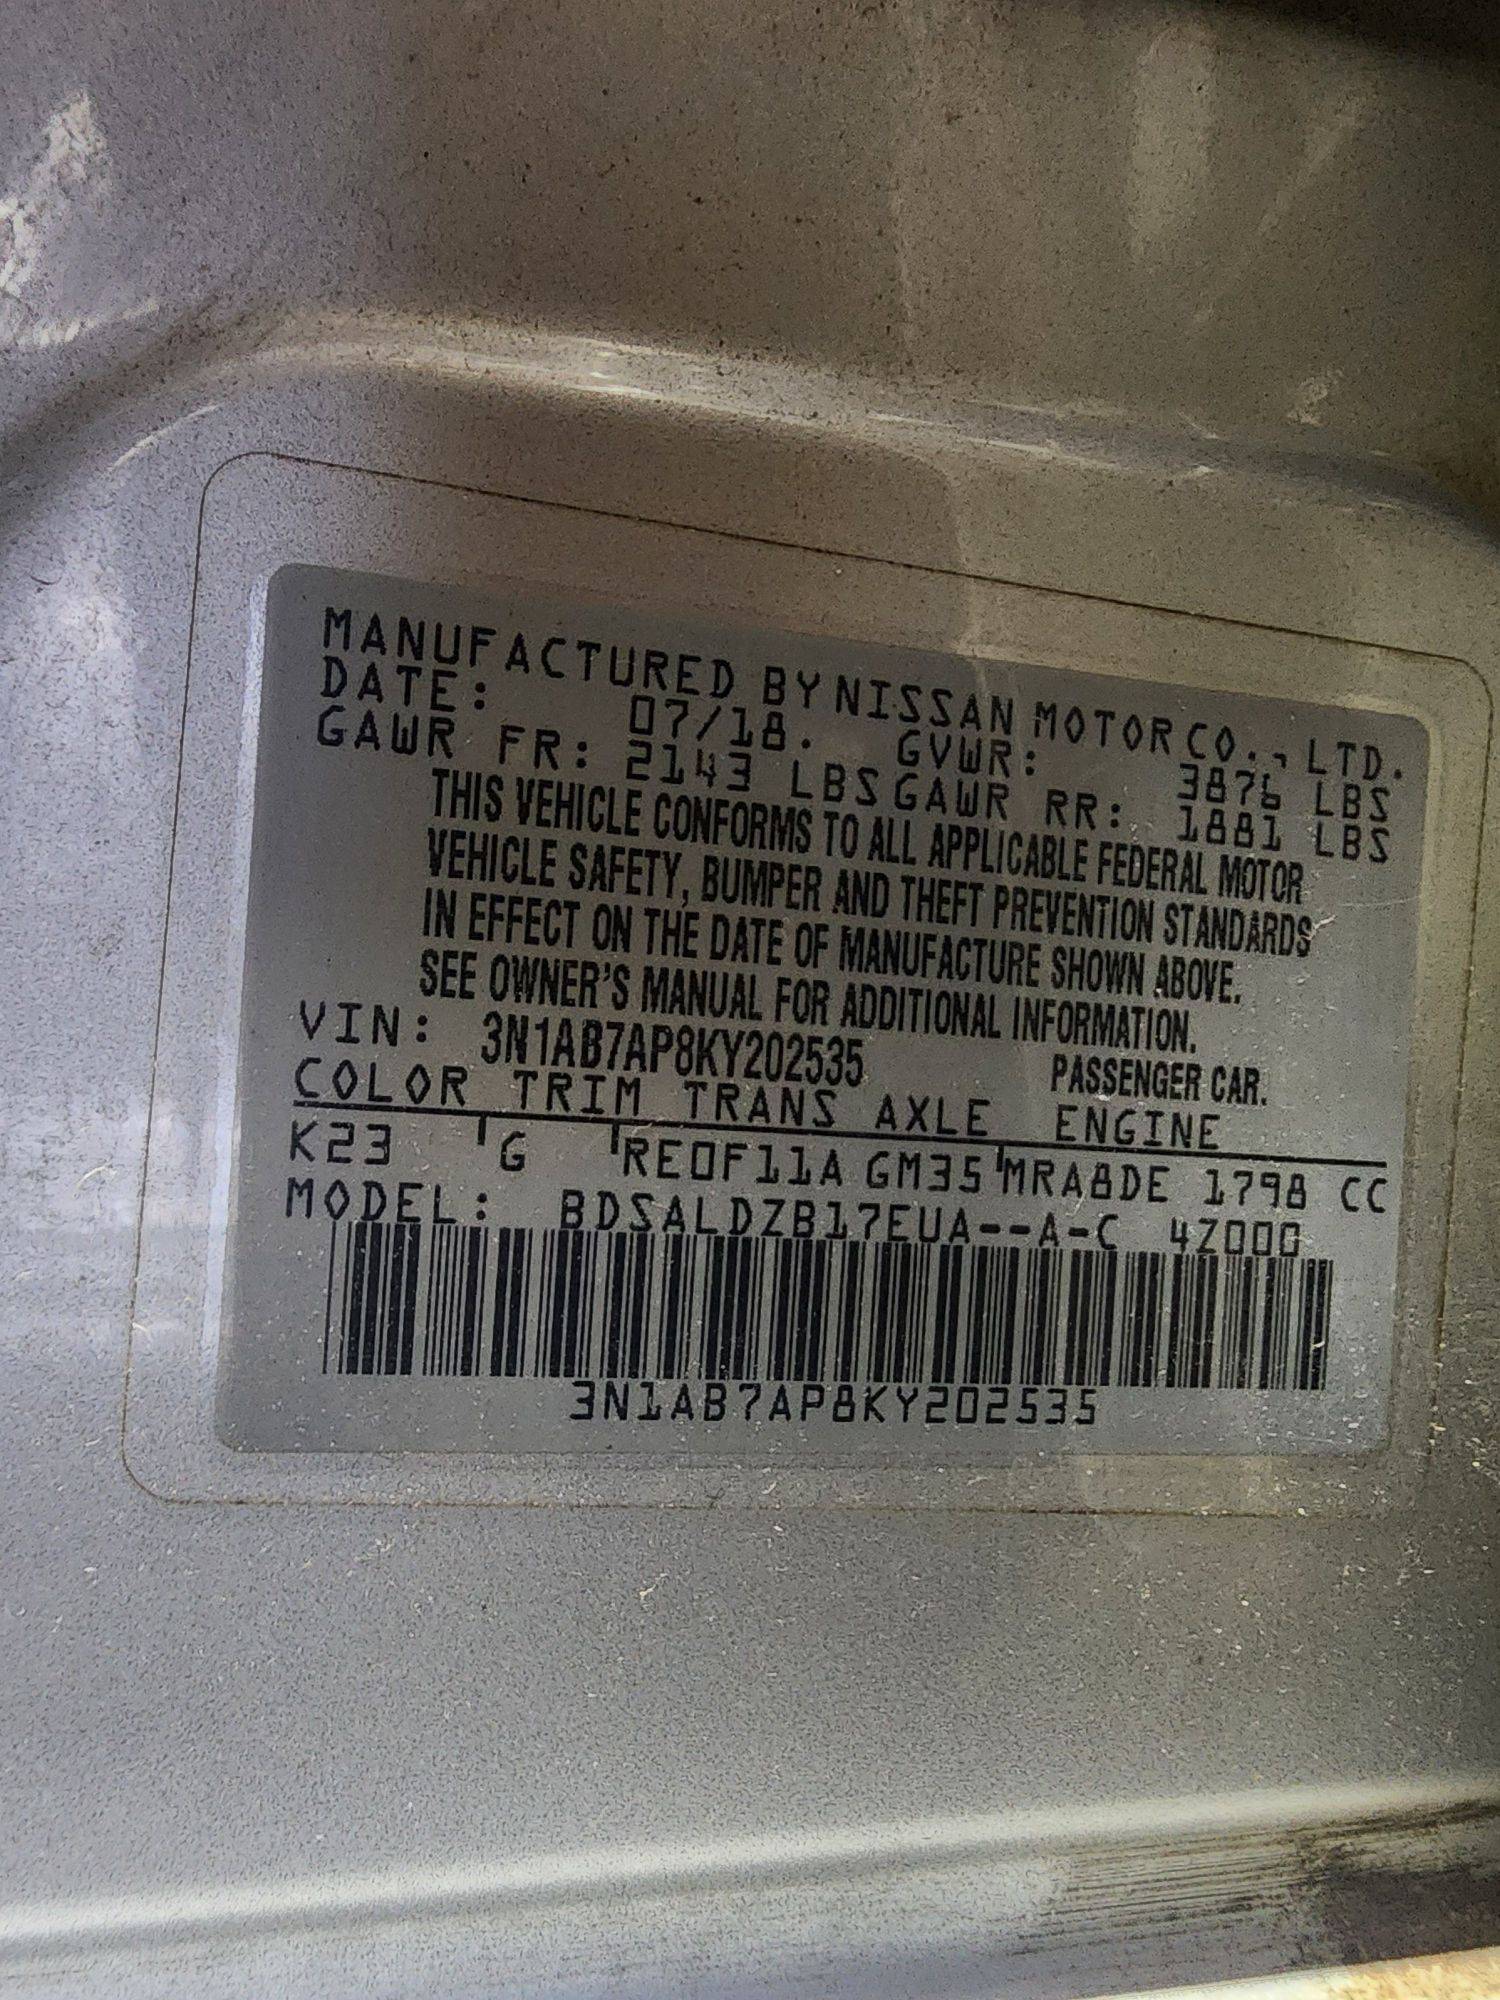 MANUFACTURED BY NISSAN MOTOR CO., LTD.
DATE: 07/18. GVWR: 3876 LBS
GAWR FR: 2143 LBS GAWR RR: 1881 LBS
THIS VEHICLE CONFORMS TO ALL APPLICABLE FEDERAL MOTOR
VEHICLE SAFETY, BUMPER AND THEFT PREVENTION STANDARDS
IN EFFECT ON THE DATE OF MANUFACTURE SHOWN ABOVE.
SEE OWNER'S MANUAL FOR ADDITIONAL INFORMATION.
VIN: 3N1AB7AP8KY202535 PASSENGER CAR.
COLOR TRIM TRANS AXLE ENGINE
K23 G RE0F11A GM35 MRA8DE 1798 CC
MODEL: BDSALDZB17EUA--A-C 4Z000
3N1AB7AP8KY202535